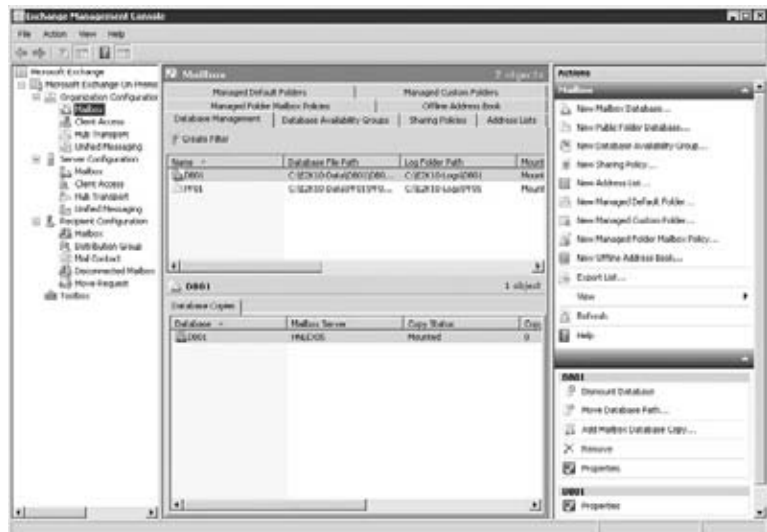 Exchange Management Console
File Action View Help
Microsoft Exchange
Microsoft Exchange On-Premi
Organization Configuration
Mailbox
Client Access
Hub Transport
Unified Messaging
Server Configuration
Mailbox
Client Access
Hub Transport
Unified Messaging
Recipient Configuration
Mailbox
Distribution Group
Mail Contact
Disconnected Mailbox
Move Request
Toolbox
Mailbox 2 objects
Managed Default Folders Managed Custom Folders
Managed Folder Mailbox Policies Offline Address Book
Database Management Database Availability Groups Sharing Policies Address Lists
Create Filter
Name Database File Path Log Folder Path Mount
DB01 Mount
PF01 Mount
DB01 1 object
Database Copies
Database Mailbox Server Copy Status Cop
DB01 Mounted 0
Actions
Mailbox
New Mailbox Database...
New Public Folder Database...
New Database Availability Group...
New Sharing Policy...
New Address List...
New Managed Default Folder...
New Managed Custom Folder...
New Managed Folder Mailbox Policy...
New Offline Address Book...
Export List...
View
Refresh
Help
DB01
Dismount Database
Move Database Path...
Add Mailbox Database Copy...
Remove
Properties
DB01
Properties